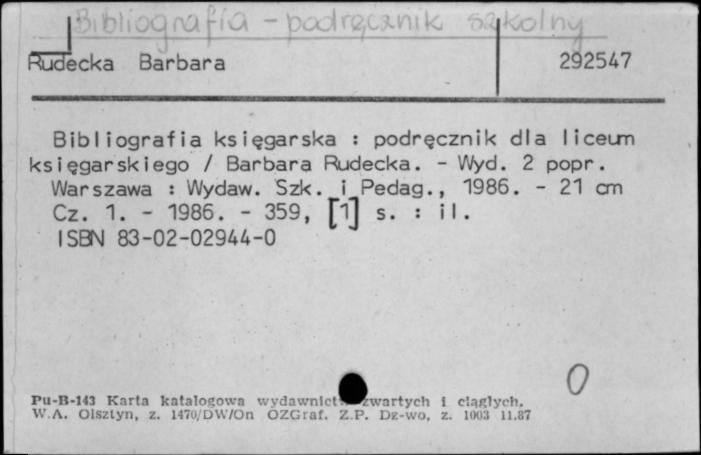 Bibliografia - podręcznik szkolny
Rudecka Barbara 292547
Bibliografia księgarska : podręcznik dla liceum
księgarskiego / Barbara Rudecka. - Wyd. 2 popr.
Warszawa : Wydaw. Szk. i Pedag., 1986. - 21 cm
Cz. 1. - 1986. - 359, [1] s. : il.
ISBN 83-02-02944-0
0
Pu-B-143 Karta katalogowa wydawnictw zwartych i ciągłych.
W.A. Olsztyn, z. 1470/DW/On OZGraf. Z.P. Dz-wo, z. 1003 11.87